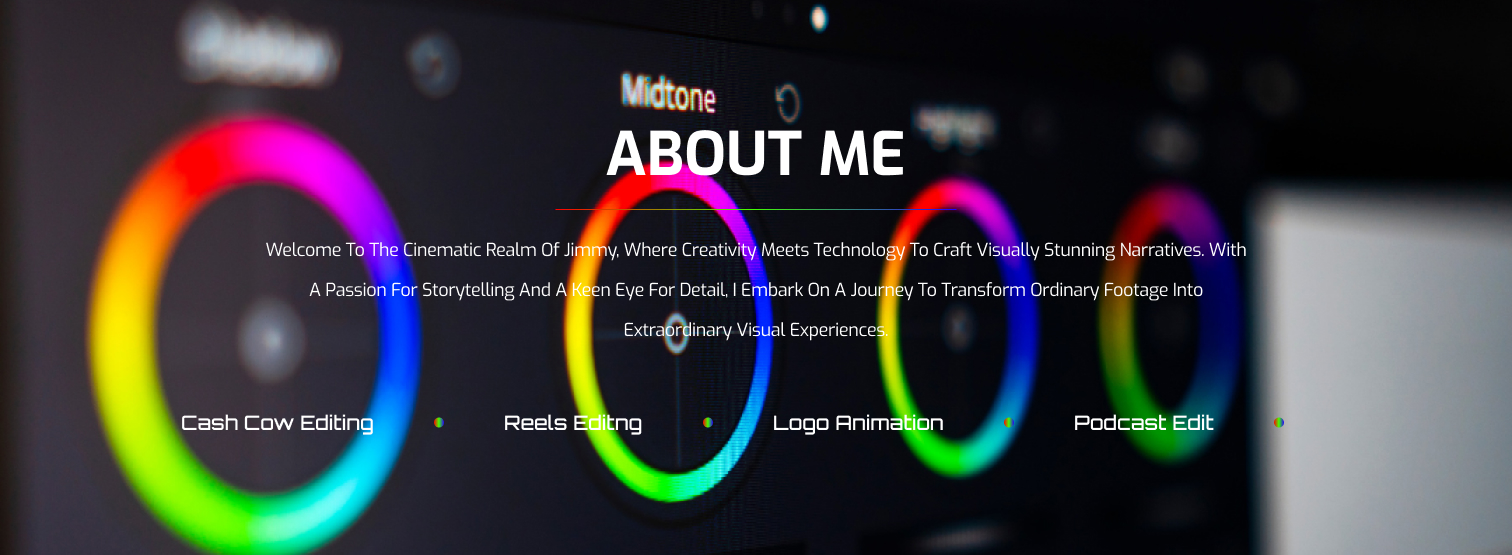 Midtone
ABOUT ME
Welcome To The Cinematic Realm Of Jimmy, Where Creativity Meets Technology To Craft Visually Stunning Narratives. With
A Passion For Storytelling And A Keen Eye For Detail, I Embark On A Journey To Transform Ordinary Footage Into
Extraordinary Visual Experiences.
Cash Cow Editing
Reels Editng
Logo Animation
Podcast Edit